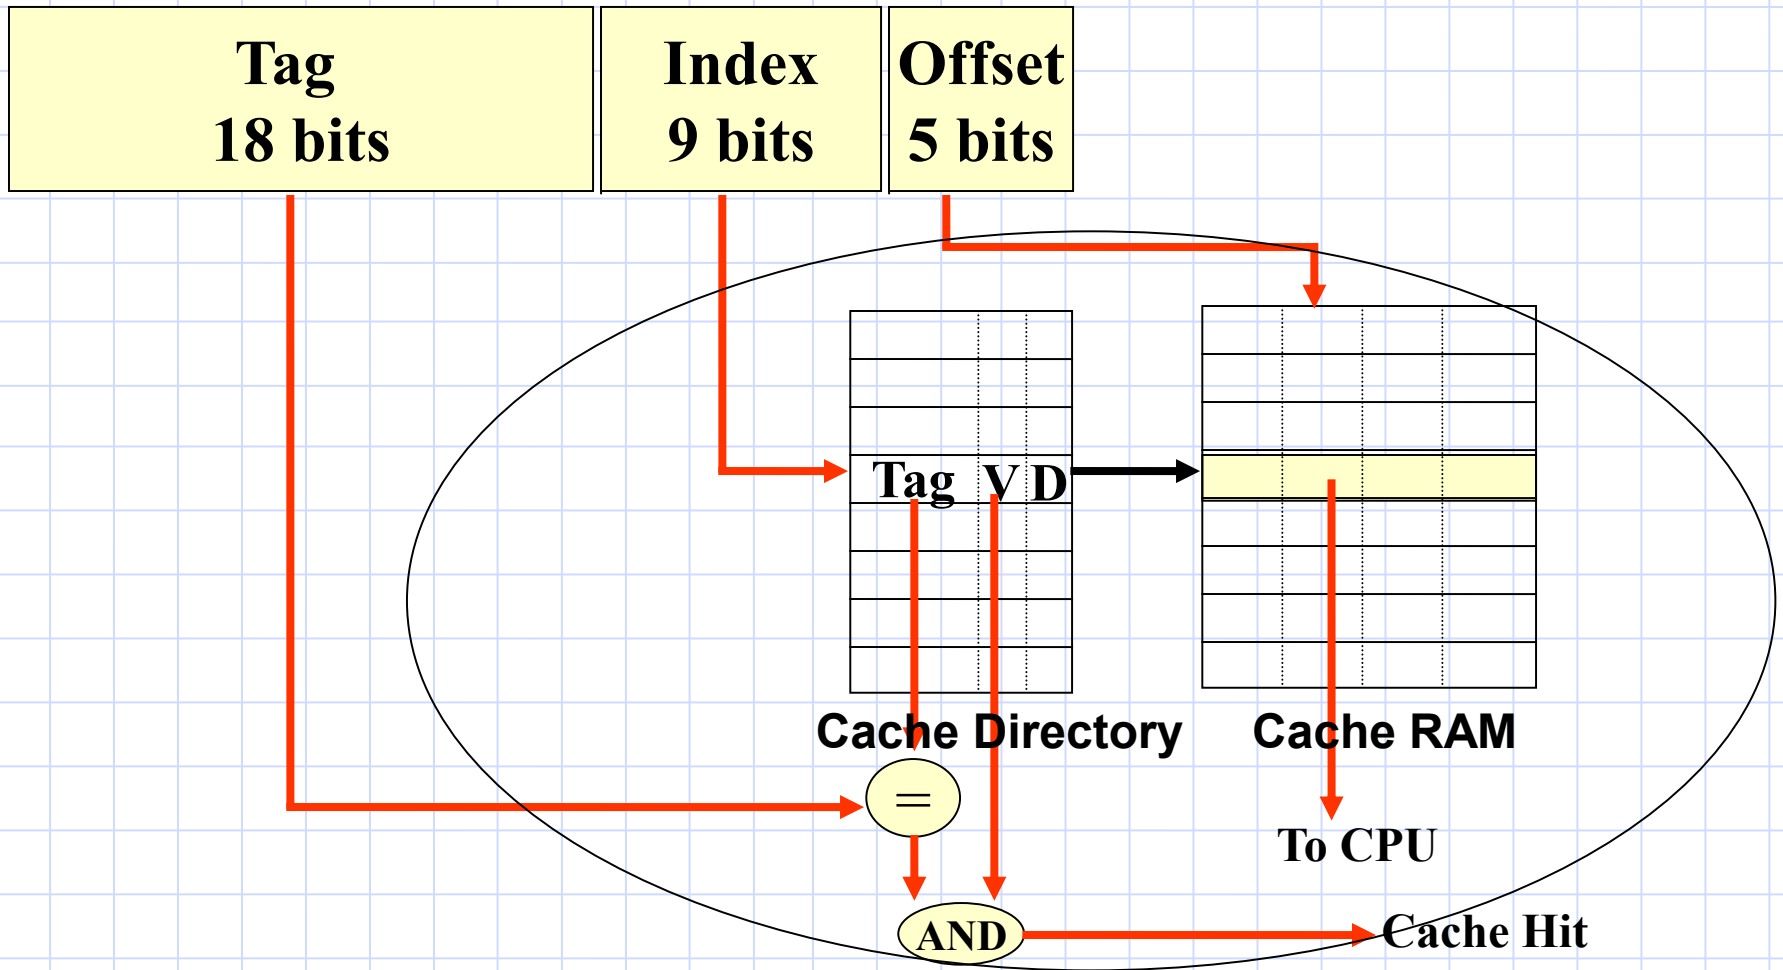 Tag
18 bits
Index
9 bits
Offset
5 bits
Tag V D
Cache Directory
Cache RAM
=
To CPU
AND
Cache Hit